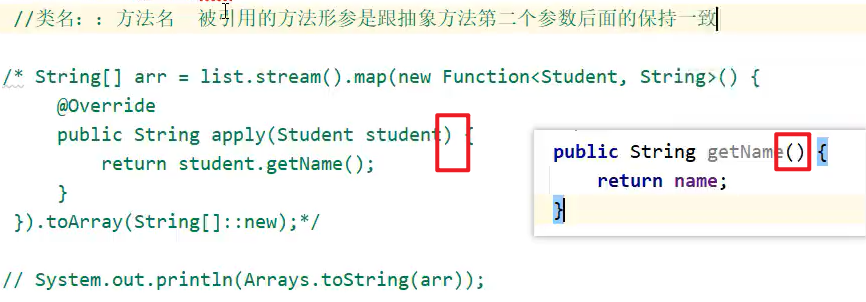 //类名：：方法名 被引用的方法形参是跟抽象方法第二个参数后面的保持一致
/* String[] arr = list.stream().map(new Function<Student, String>() {
@Override
public String apply(Student student) {
return student.getName();
}
}).toArray(String[]::new);*/
// System.out.println(Arrays.toString(arr));
public String getName() {
return name;
}